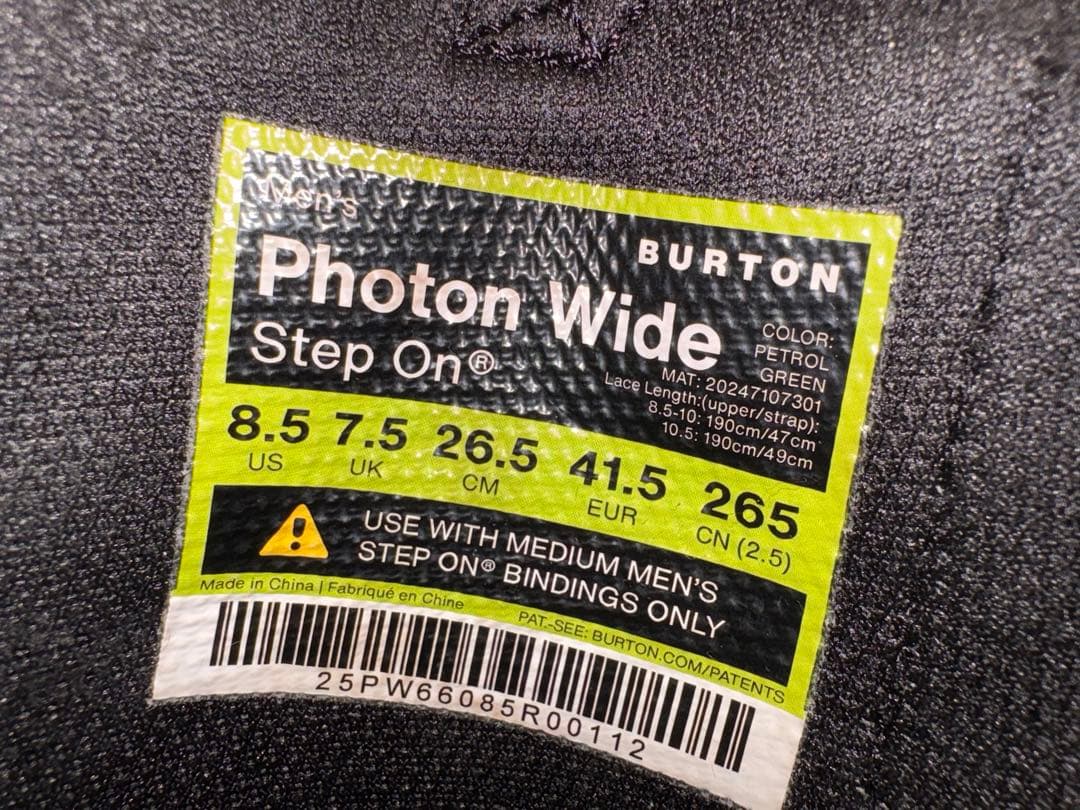 Men's
BURTON
Photon Wide
Step On®
COLOR:
PETROL
GREEN
MAT: 20247107301
Lace Length:(upper/strap):
8.5-10: 190cm/47cm
10.5: 190cm/49cm
8.5 7.5 26.5 41.5 265
US UK CM EUR CN (2.5)
USE WITH MEDIUM MEN'S
STEP ON® BINDINGS ONLY
Made in China | Fabriqué en Chine
PAT.-SEE: BURTON.COM/PATENTS
25PW66085R00112